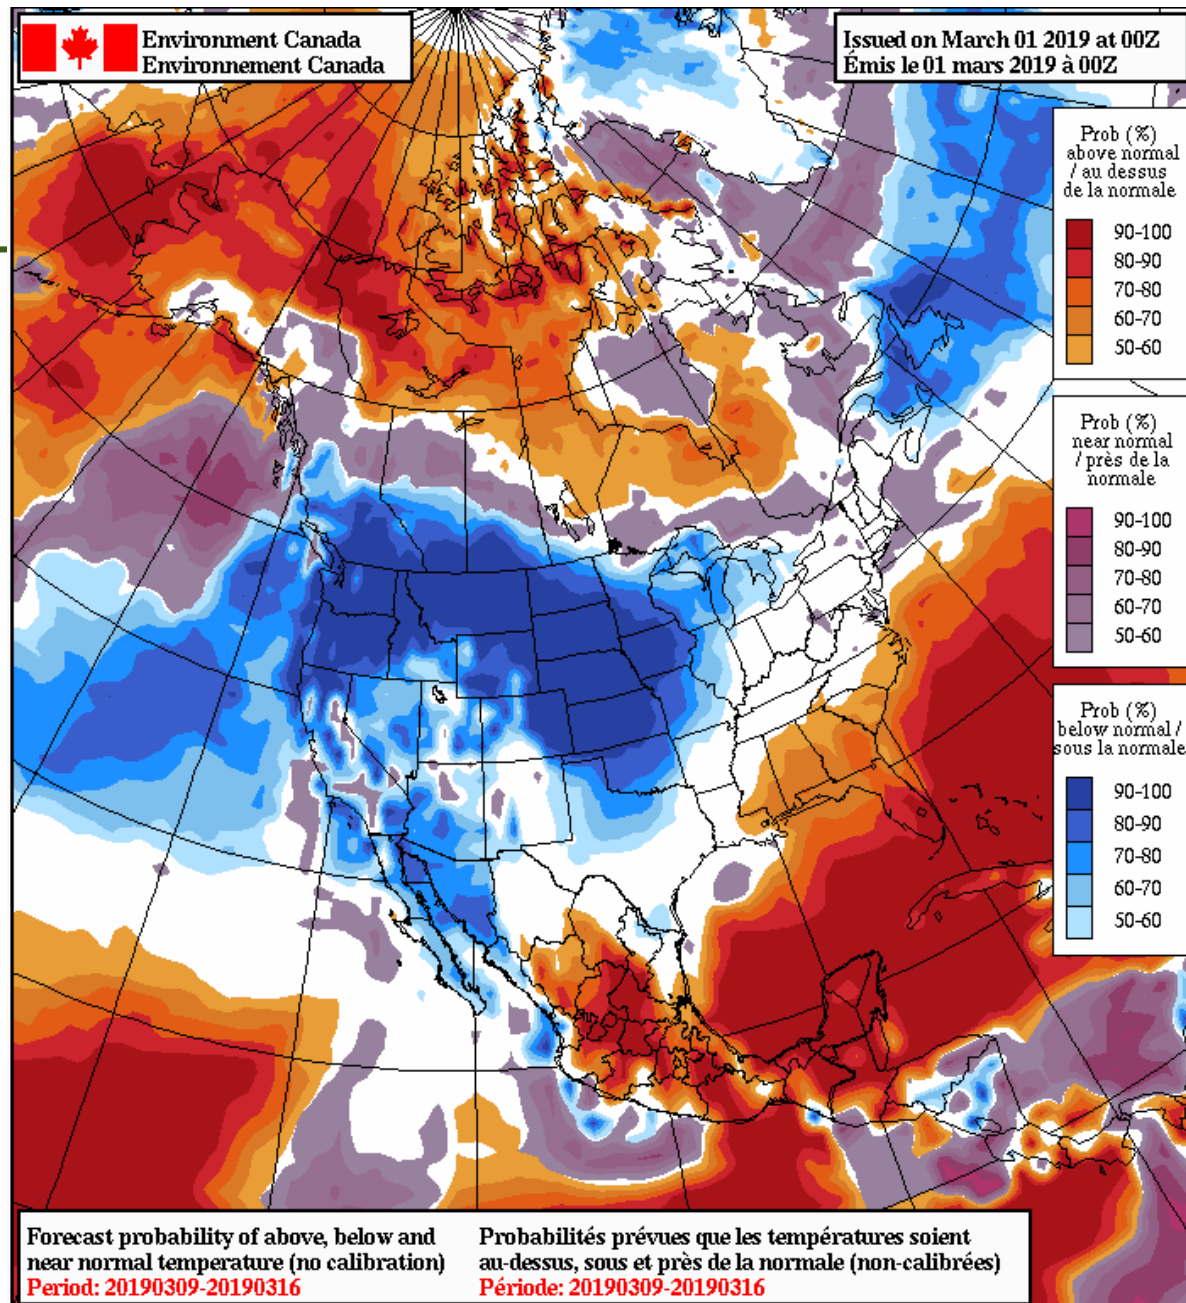 Environment Canada
Environnement Canada
Issued on March 01 2019 at 00Z
Émis le 01 mars 2019 à 00Z
Prob (%)
above normal
/ au dessus
de la normale
90-100
80-90
70-80
60-70
50-60
Prob (%)
near normal
/ près de la
normale
90-100
80-90
70-80
60-70
50-60
Prob (%)
below normal /
sous la normale
90-100
80-90
70-80
60-70
50-60
Forecast probability of above, below and
near normal temperature (no calibration)
Period: 20190309-20190316
Probabilités prévues que les températures soient
au-dessus, sous et près de la normale (non-calibrées)
Période: 20190309-20190316